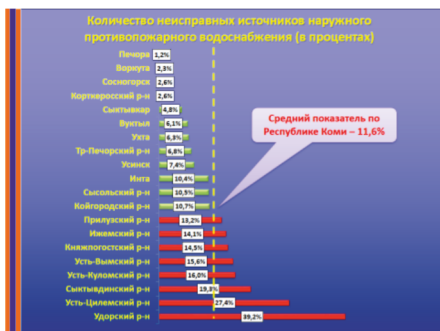 Количество неисправных источников наружного
противопожарного водоснабжения (в процентах)
Печора 1,2%
Воркута 2,3%
Сосногорск 2,6%
Корткеросский р-н 2,6%
Сыктывкар 4,8%
Вуктыл 6,1%
Ухта 6,3%
Тр-Печорский р-н 6,8%
Усинск 7,4%
Инта 10,4%
Сысольский р-н 10,5%
Койгородский р-н 10,7%
Прилузский р-н 13,2%
Ижемский р-н 14,1%
Княжпогостский р-н 14,5%
Усть-Вымский р-н 15,6%
Усть-Куломский р-н 16,0%
Сыктывдинский р-н 19,3%
Усть-Цилемский р-н 27,4%
Удорский р-н 39,2%
Средний показатель по
Республике Коми – 11,6%